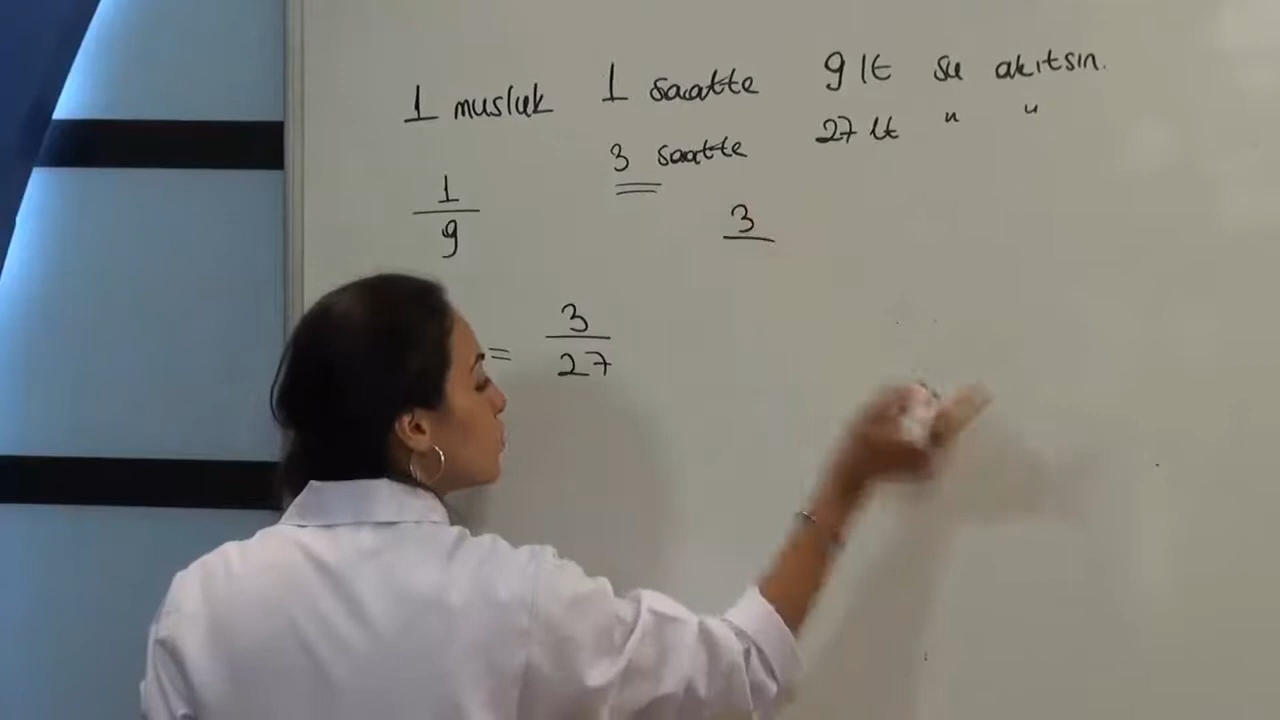 1 musluk 1 saatte 9 lt su akıtsın.
3 saatte 27 lt " "
1
9
3
= 3
27